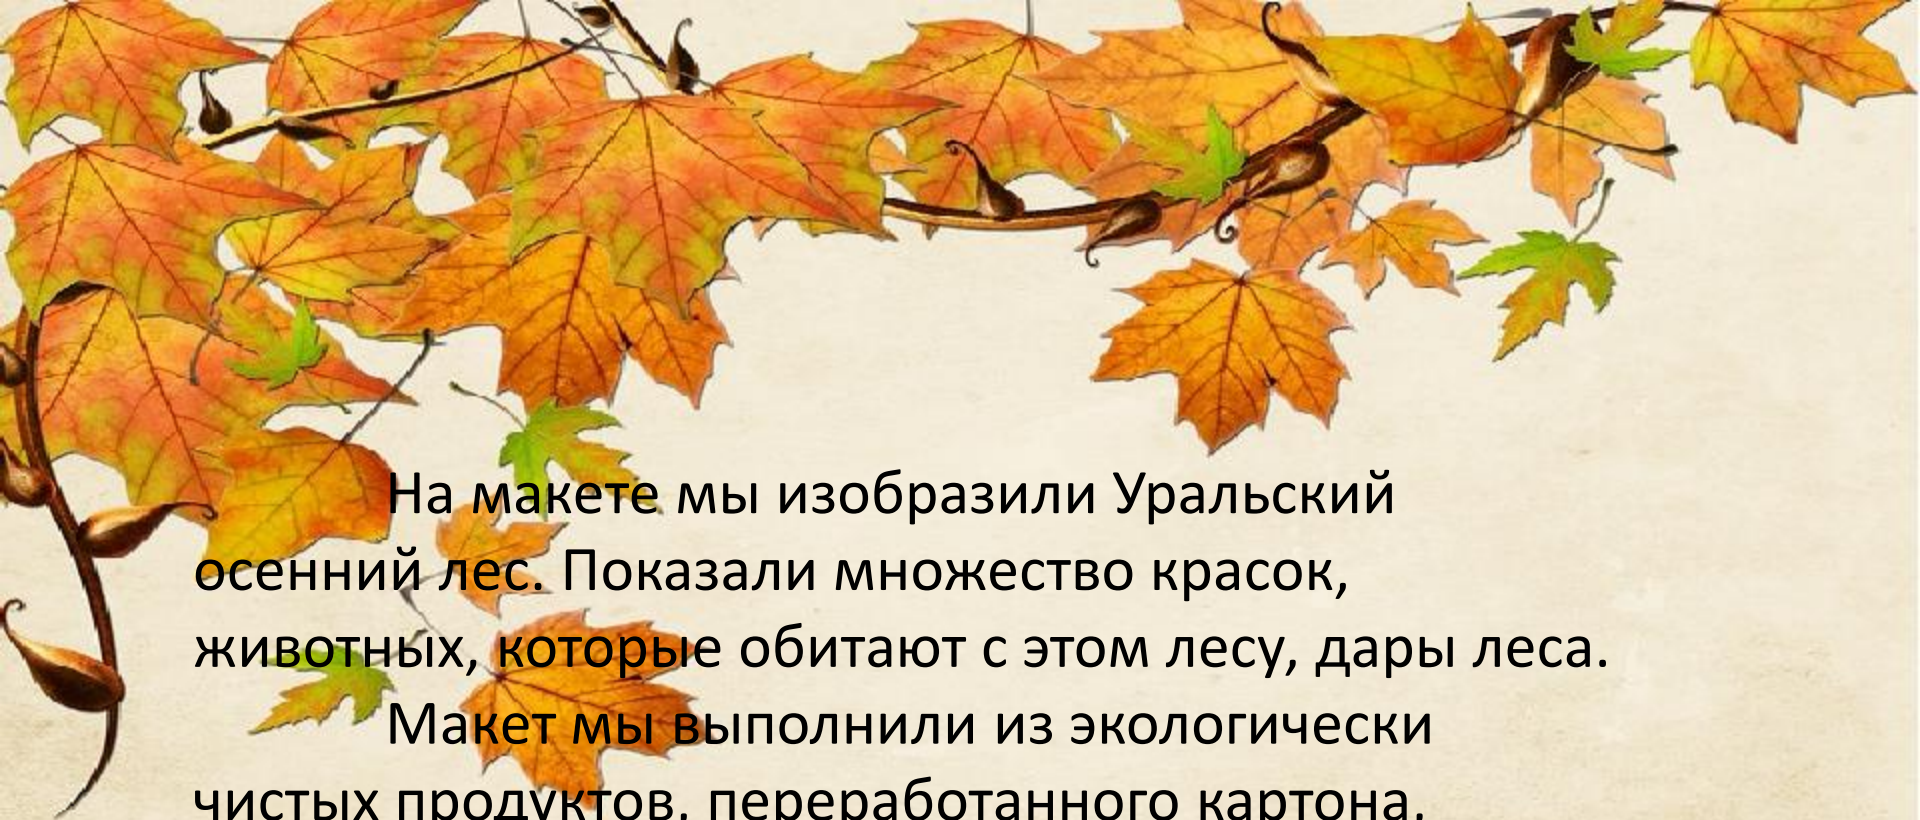 На макете мы изобразили Уральский
осенний лес. Показали множество красок,
животных, которые обитают с этом лесу, дары леса.
Макет мы выполнили из экологически
чистых продуктов, переработанного картона,